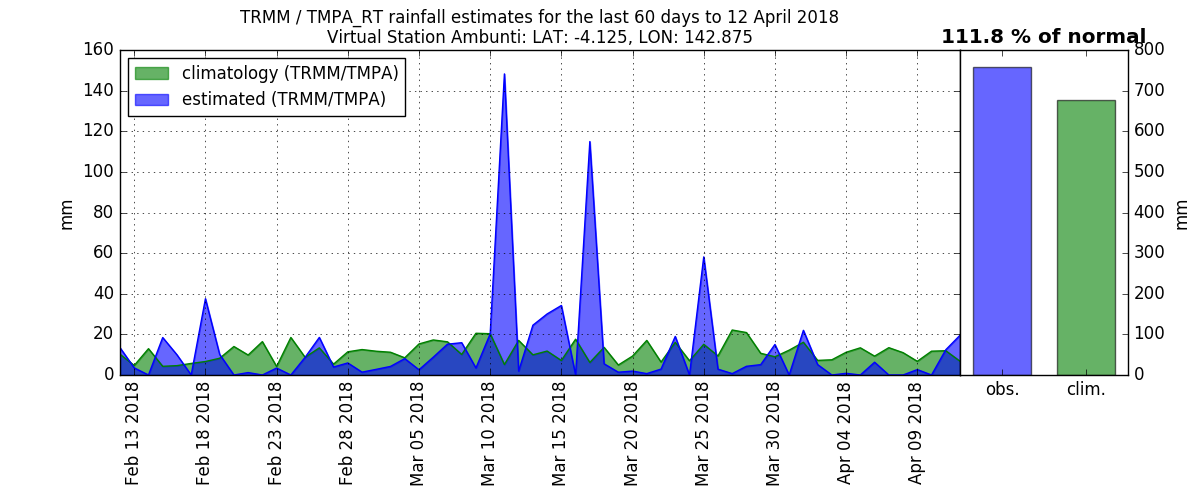 TRMM / TMPA_RT rainfall estimates for the last 60 days to 12 April 2018
Virtual Station Ambunti: LAT: -4.125, LON: 142.875
111.8 % of normal
climatology (TRMM/TMPA)
estimated (TRMM/TMPA)
160
140
120
100
80
60
40
20
0
mm
800
700
600
500
400
300
200
100
0
mm
Feb 13 2018
Feb 18 2018
Feb 23 2018
Feb 28 2018
Mar 05 2018
Mar 10 2018
Mar 15 2018
Mar 20 2018
Mar 25 2018
Mar 30 2018
Apr 04 2018
Apr 09 2018
obs.
clim.